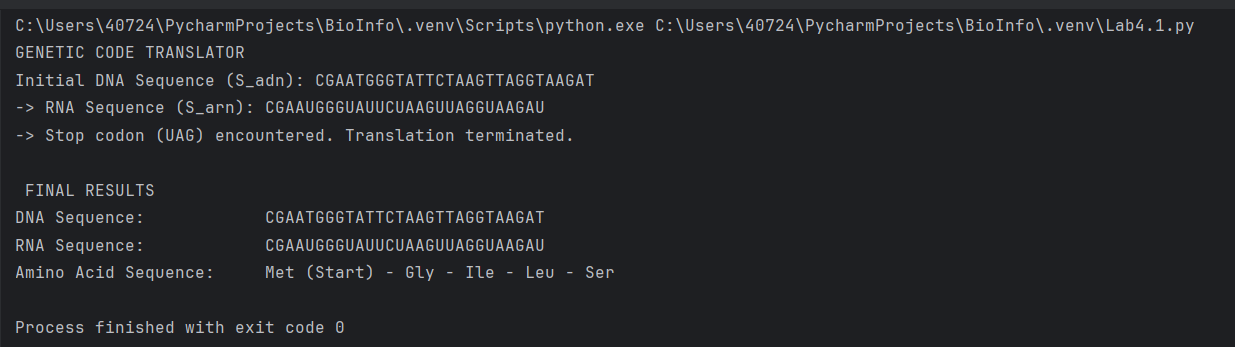 C:\Users\40724\PycharmProjects\BioInfo\.venv\Scripts\python.exe C:\Users\40724\PycharmProjects\BioInfo\.venv\Lab4.1.py
GENETIC CODE TRANSLATOR
Initial DNA Sequence (S_adn): CGAATGGGTATTCTAAGTTAGGTAAGAT
-> RNA Sequence (S_arn): CGAAUGGGUAUUCUAAGUUAGGUAAGAU
-> Stop codon (UAG) encountered. Translation terminated.
FINAL RESULTS
DNA Sequence: CGAATGGGTATTCTAAGTTAGGTAAGAT
RNA Sequence: CGAAUGGGUAUUCUAAGUUAGGUAAGAU
Amino Acid Sequence: Met (Start) - Gly - Ile - Leu - Ser
Process finished with exit code 0